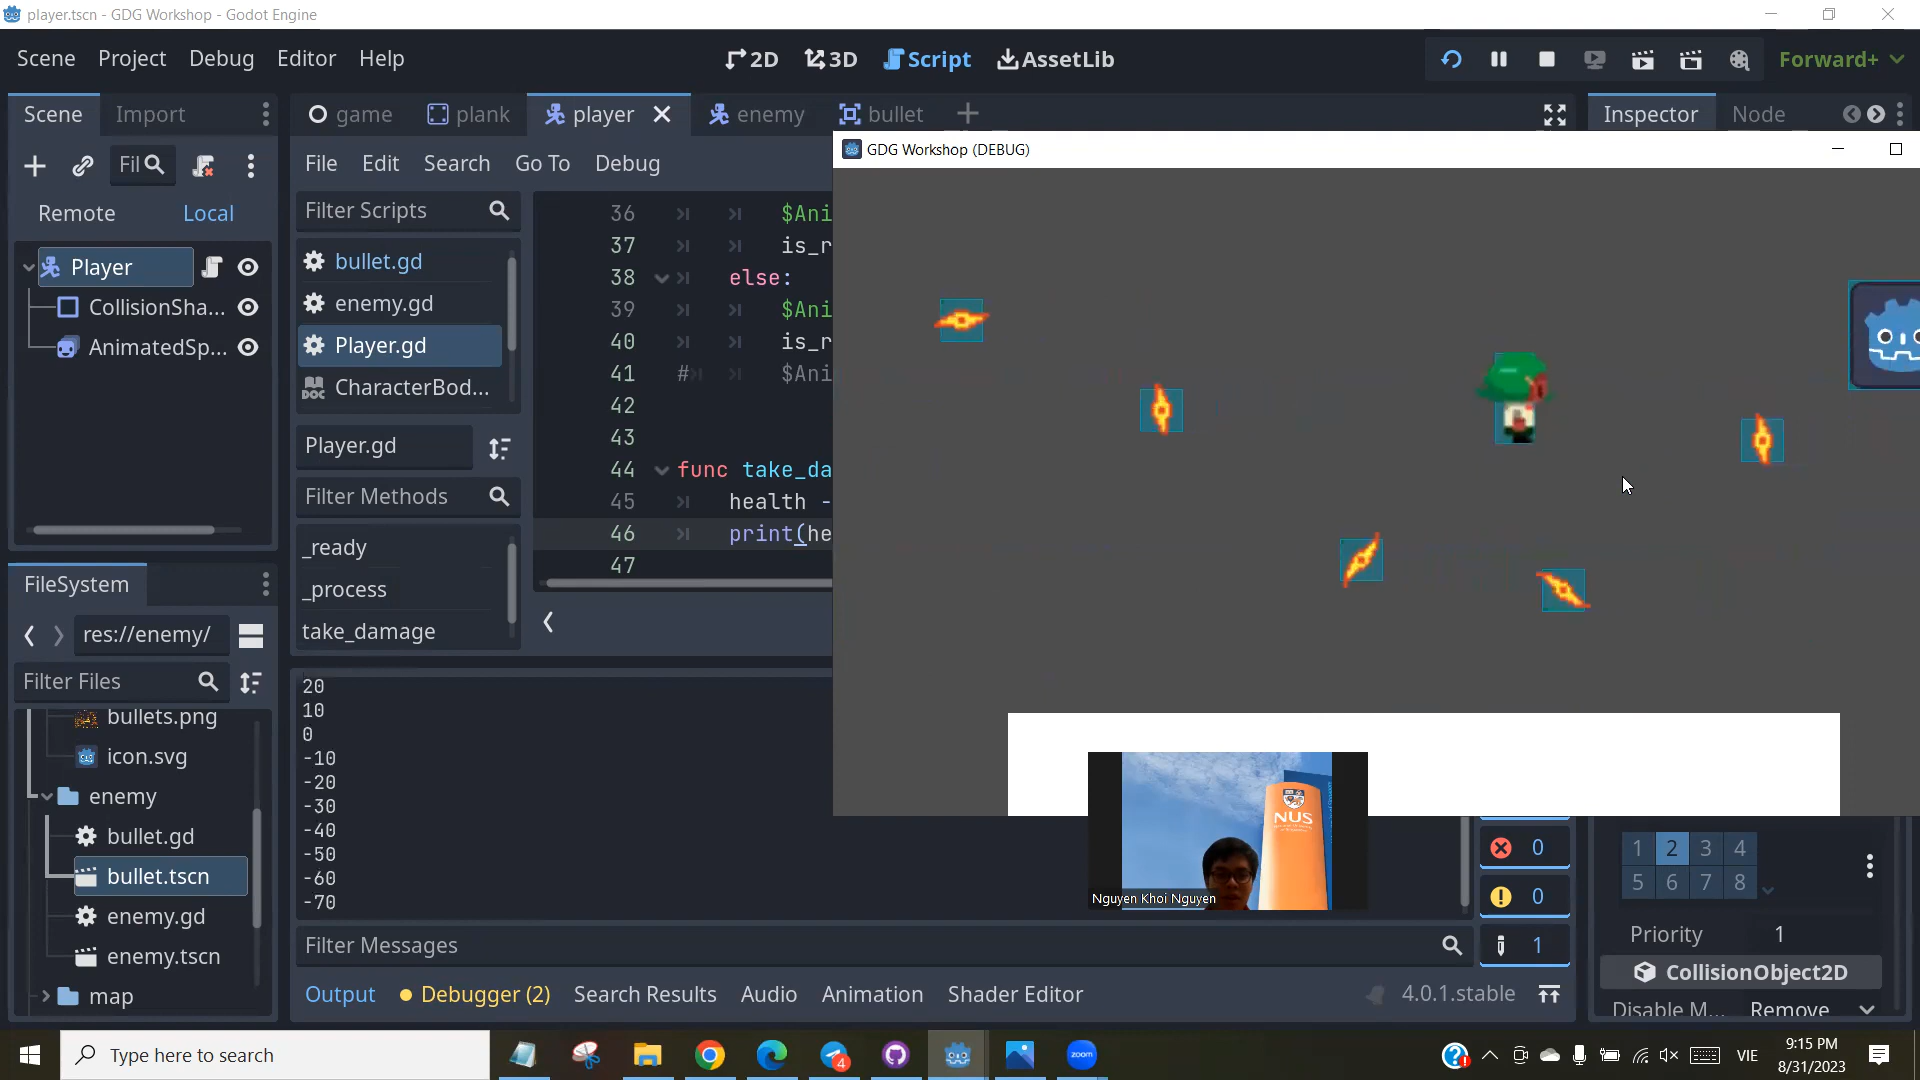 player.tscn - GDG Workshop - Godot Engine
Scene Project Debug Editor Help
2D 3D Script AssetLib
Forward+
Scene Import
game plank player enemy bullet
Inspector Node
Fil
File Edit Search Go To Debug
GDG Workshop (DEBUG)
Remote Local
Filter Scripts
Player
CollisionSha...
AnimatedSp...
bullet.gd
enemy.gd
Player.gd
DOC CharacterBod...
Player.gd
Filter Methods
_ready
_process
take_damage
36 $Ani
37 is_r
38 else:
39 $Ani
40 is_r
41 # $Ani
42
43
44 func take_da
45 health -
46 print(he
47
FileSystem
res://enemy/
Filter Files
bullets.png
icon.svg
enemy
bullet.gd
bullet.tscn
enemy.gd
enemy.tscn
map
20
10
0
-10
-20
-30
-40
-50
-60
-70
NUS
Nguyen Khoi Nguyen
0
0
1
1 2 3 4
5 6 7 8
Priority 1
CollisionObject2D
Disable M... Remove
Filter Messages
Output Debugger (2) Search Results Audio Animation Shader Editor
4.0.1.stable
Type here to search
4
zoom
VIE
9:15 PM
8/31/2023